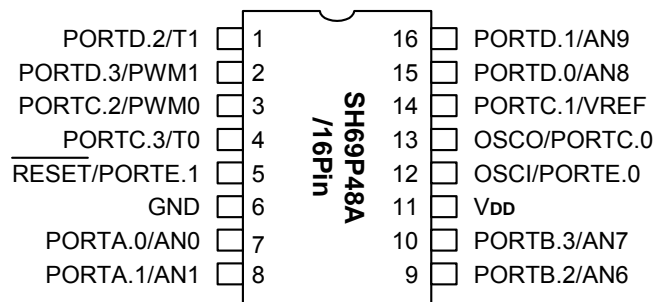 PORTD.2/T1 1 16 PORTD.1/AN9
PORTD.3/PWM1 2 15 PORTD.0/AN8
PORTC.2/PWM0 3 14 PORTC.1/VREF
PORTC.3/T0 4 13 OSCO/PORTC.0
RESET/PORTE.1 5 12 OSCI/PORTE.0
GND 6 11 VDD
PORTA.0/AN0 7 10 PORTB.3/AN7
PORTA.1/AN1 8 9 PORTB.2/AN6
SH69P48A
/16Pin